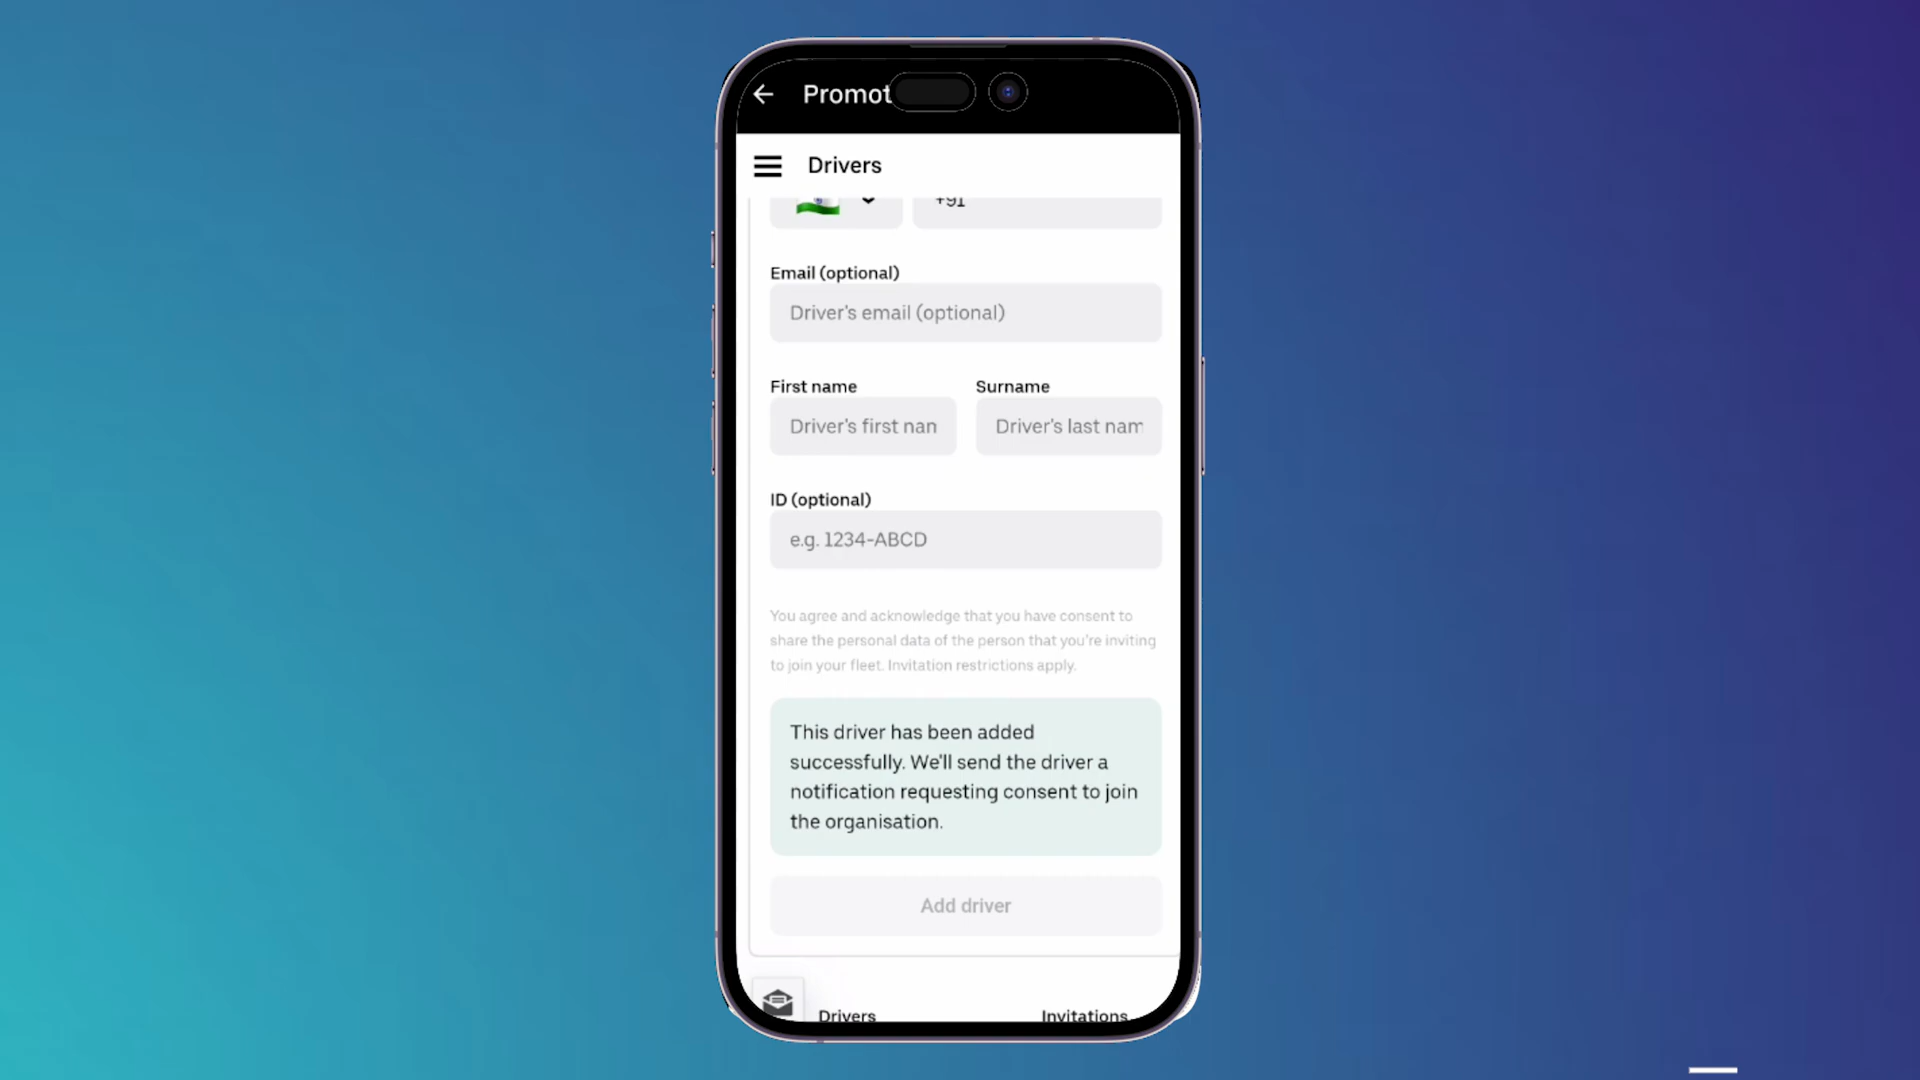 Promot
Drivers
+91
Email (optional)
Driver's email (optional)
First name Surname
Driver's first nan Driver's last nam
ID (optional)
e.g. 1234-ABCD
You agree and acknowledge that you have consent to
share the personal data of the person that you're inviting
to join your fleet. Invitation restrictions apply.
This driver has been added
successfully. We'll send the driver a
notification requesting consent to join
the organisation.
Add driver
Drivers Invitations